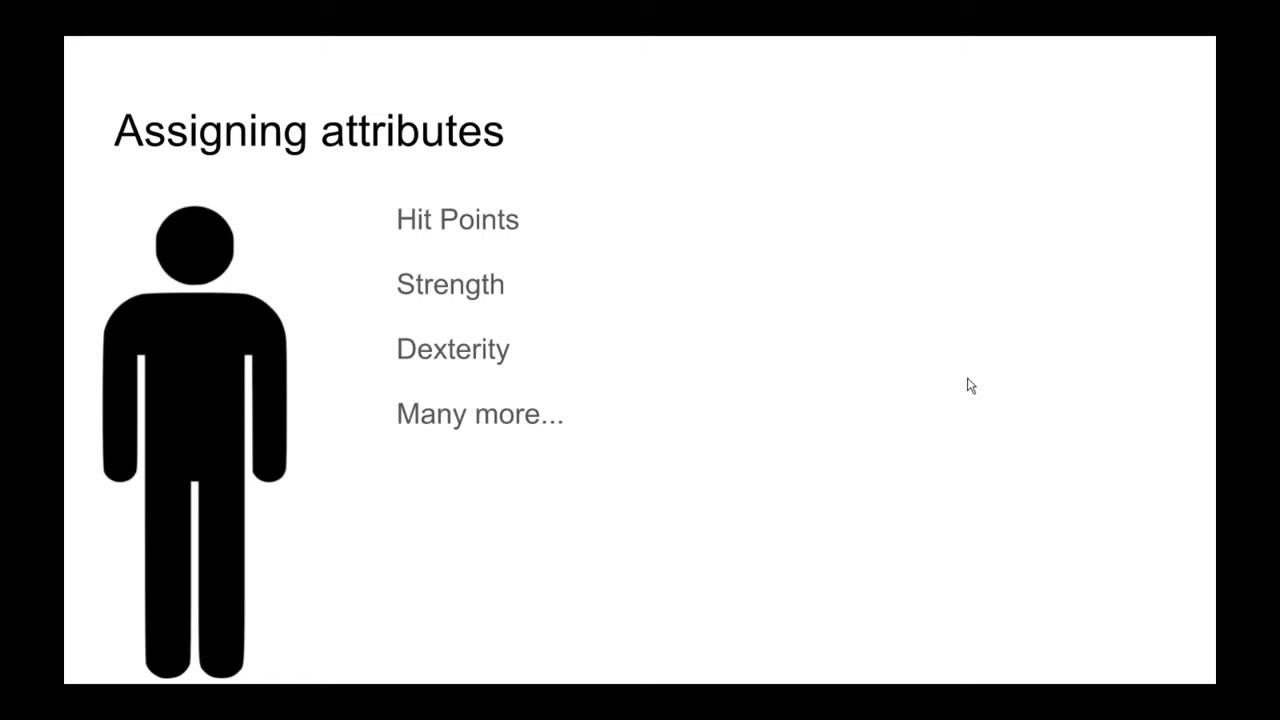 Assigning attributes
Hit Points
Strength
Dexterity
Many more...